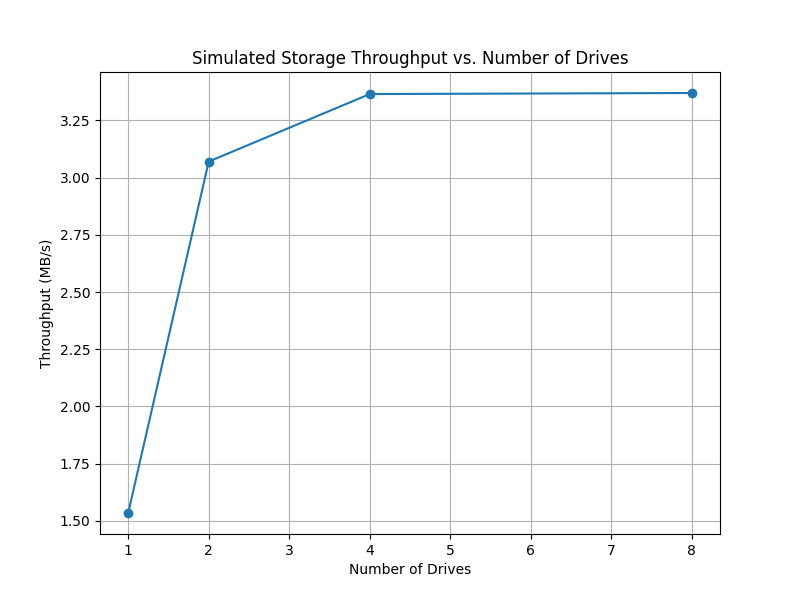 Simulated Storage Throughput vs. Number of Drives
Throughput (MB/s)
3.25
3.00
2.75
2.50
2.25
2.00
1.75
1.50
1 2 3 4 5 6 7 8
Number of Drives